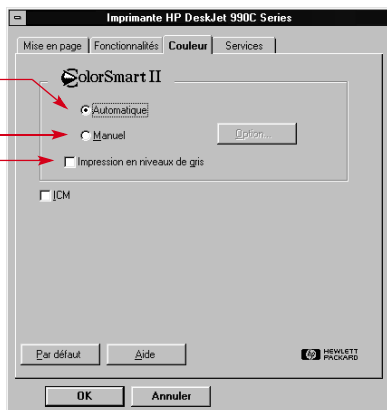 Imprimante HP DeskJet 990C Series
Mise en page Fonctionnalités Couleur Services
ColorSmart II
Automatique
Manuel Option...
Impression en niveaux de gris
ICM
Par défaut Aide HEWLETT PACKARD
OK Annuler